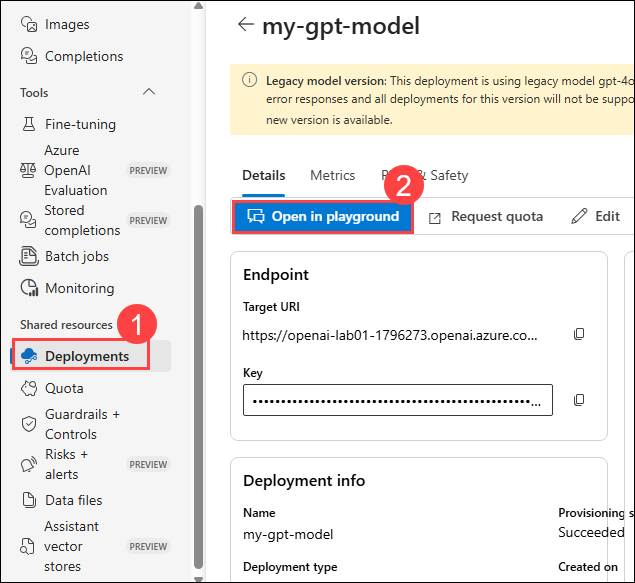 Images
Completions
Tools
Fine-tuning
Azure
OpenAI
Evaluation
PREVIEW
Stored
completions
PREVIEW
Batch jobs
Monitoring
Shared resources
1
Deployments
Quota
Guardrails +
Controls
Risks +
alerts
PREVIEW
Data files
Assistant
vector
stores
PREVIEW
my-gpt-model
Legacy model version: This deployment is using legacy model gpt-4o
error responses and all deployments for this version will not be suppo
new version is available.
Details Metrics & Safety
2
Open in playground Request quota Edit
Endpoint
Target URI
https://openai-lab01-1796273.openai.azure.co...
Key
••••••••••••••••••••••••••••••••••••••••••••••••...
Deployment info
Name
my-gpt-model
Provisioning s
Succeeded
Deployment type
Created on